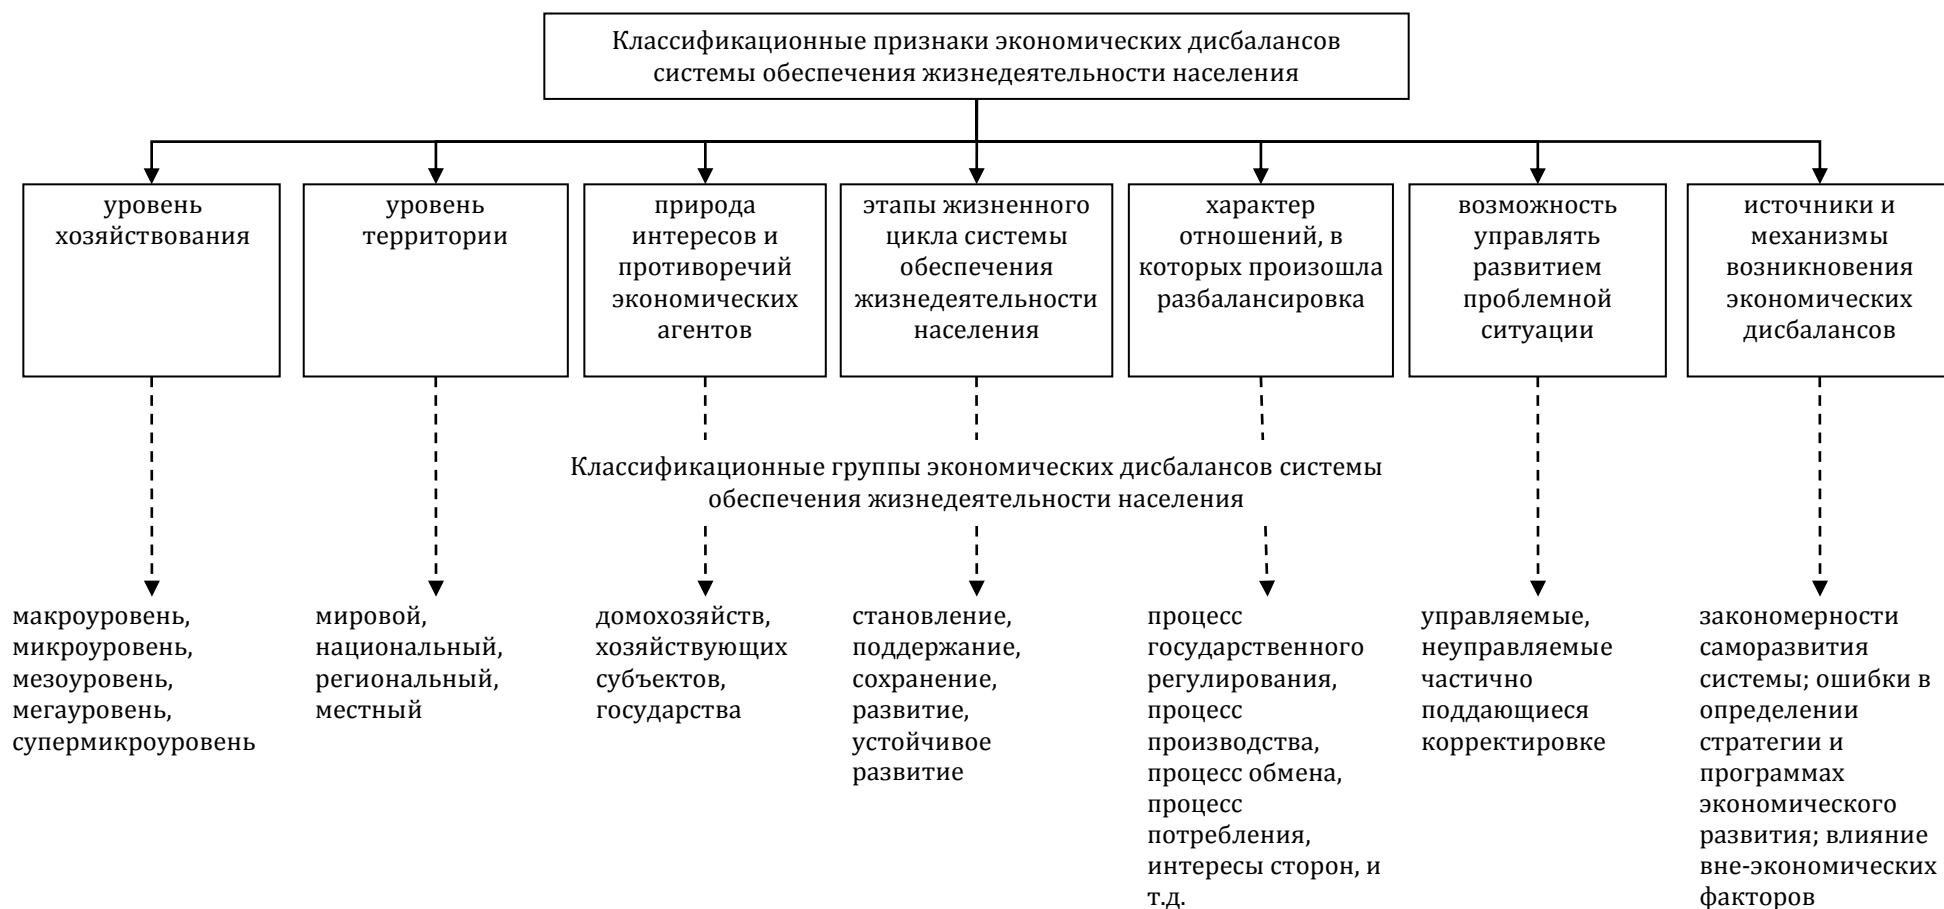 Классификационные признаки экономических дисбалансов
системы обеспечения жизнедеятельности населения
уровень
хозяйствования
уровень
территории
природа
интересов и
противоречий
экономических
агентов
этапы жизненного
цикла системы
обеспечения
жизнедеятельности
населения
характер
отношений, в
которых произошла
разбалансировка
возможность
управлять
развитием
проблемной
ситуации
источники и
механизмы
возникновения
экономических
дисбалансов
Классификационные группы экономических дисбалансов системы
обеспечения жизнедеятельности населения
макроуровень,
микроуровень,
мезоуровень,
мегауровень,
супермикроуровень
мировой,
национальный,
региональный,
местный
домохозяйств,
хозяйствующих
субъектов,
государства
становление,
поддержание,
сохранение,
развитие,
устойчивое
развитие
процесс
государственного
регулирования,
процесс
производства,
процесс обмена,
процесс
потребления,
интересы сторон, и
т.д.
управляемые,
неуправляемые
частично
поддающиеся
корректировке
закономерности
саморазвития
системы; ошибки в
определении
стратегии и
программах
экономического
развития; влияние
вне-экономических
факторов